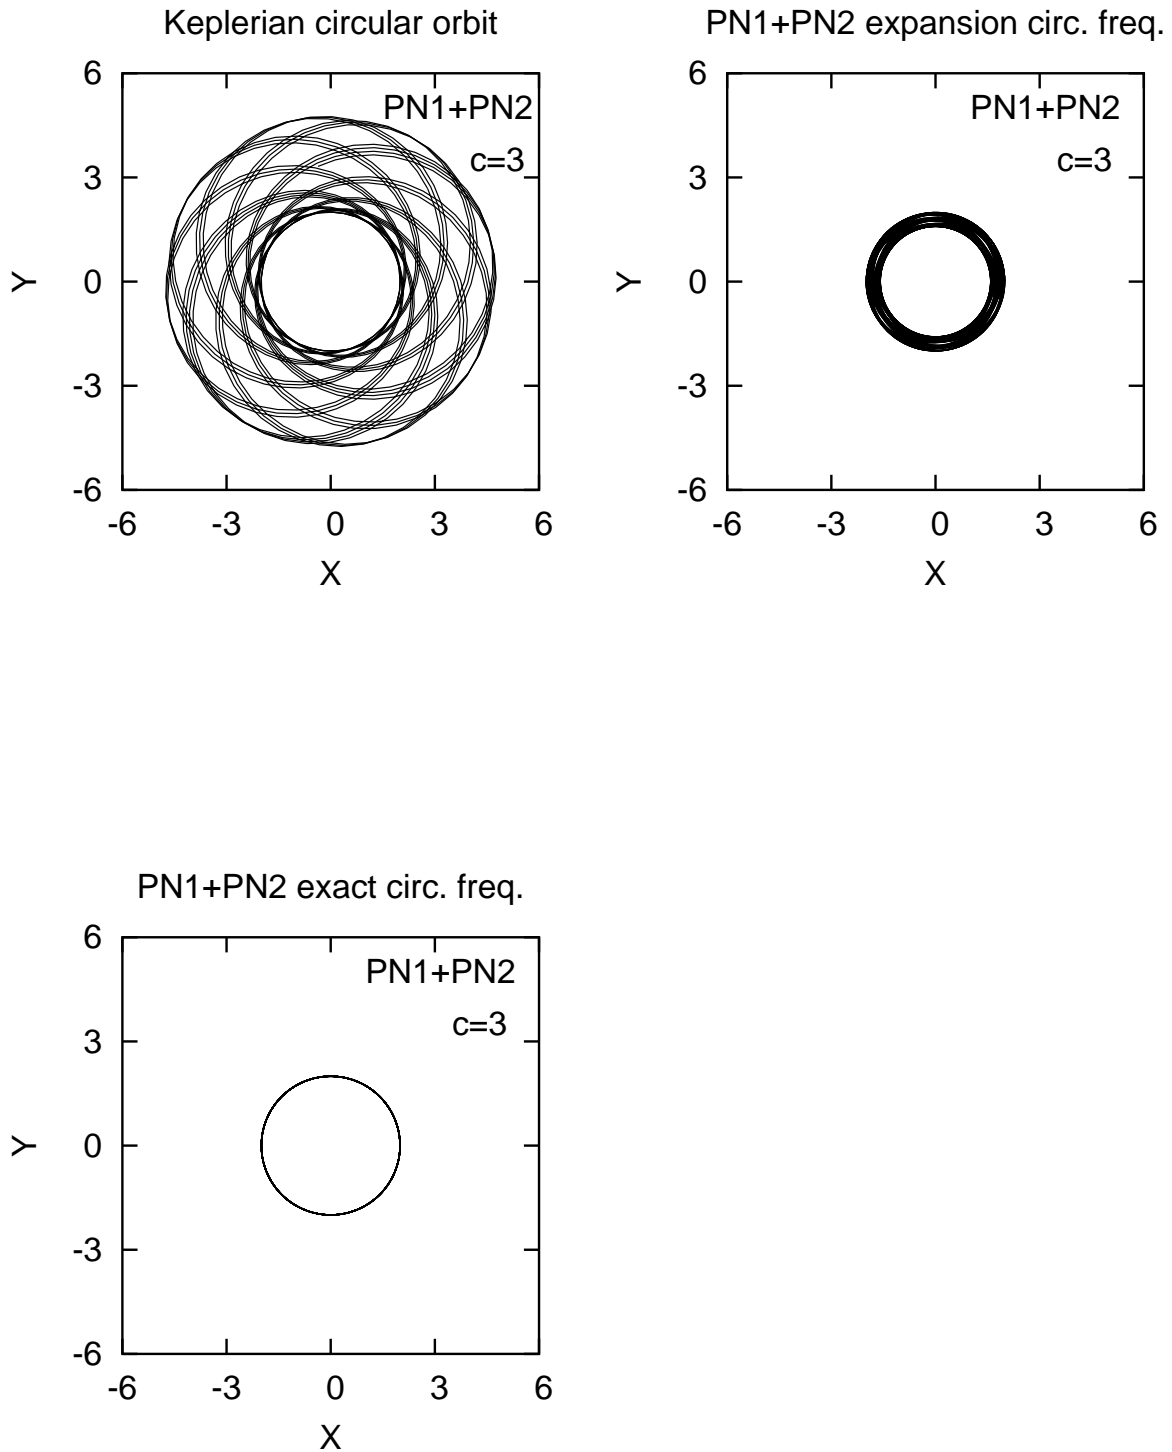 Keplerian circular orbit
PN1+PN2
c=3
6
3
0
-3
-6
Y
-6 -3 0 3 6
X
PN1+PN2 expansion circ. freq.
PN1+PN2
c=3
6
3
0
-3
-6
Y
-6 -3 0 3 6
X
PN1+PN2 exact circ. freq.
PN1+PN2
c=3
6
3
0
-3
-6
Y
-6 -3 0 3 6
X